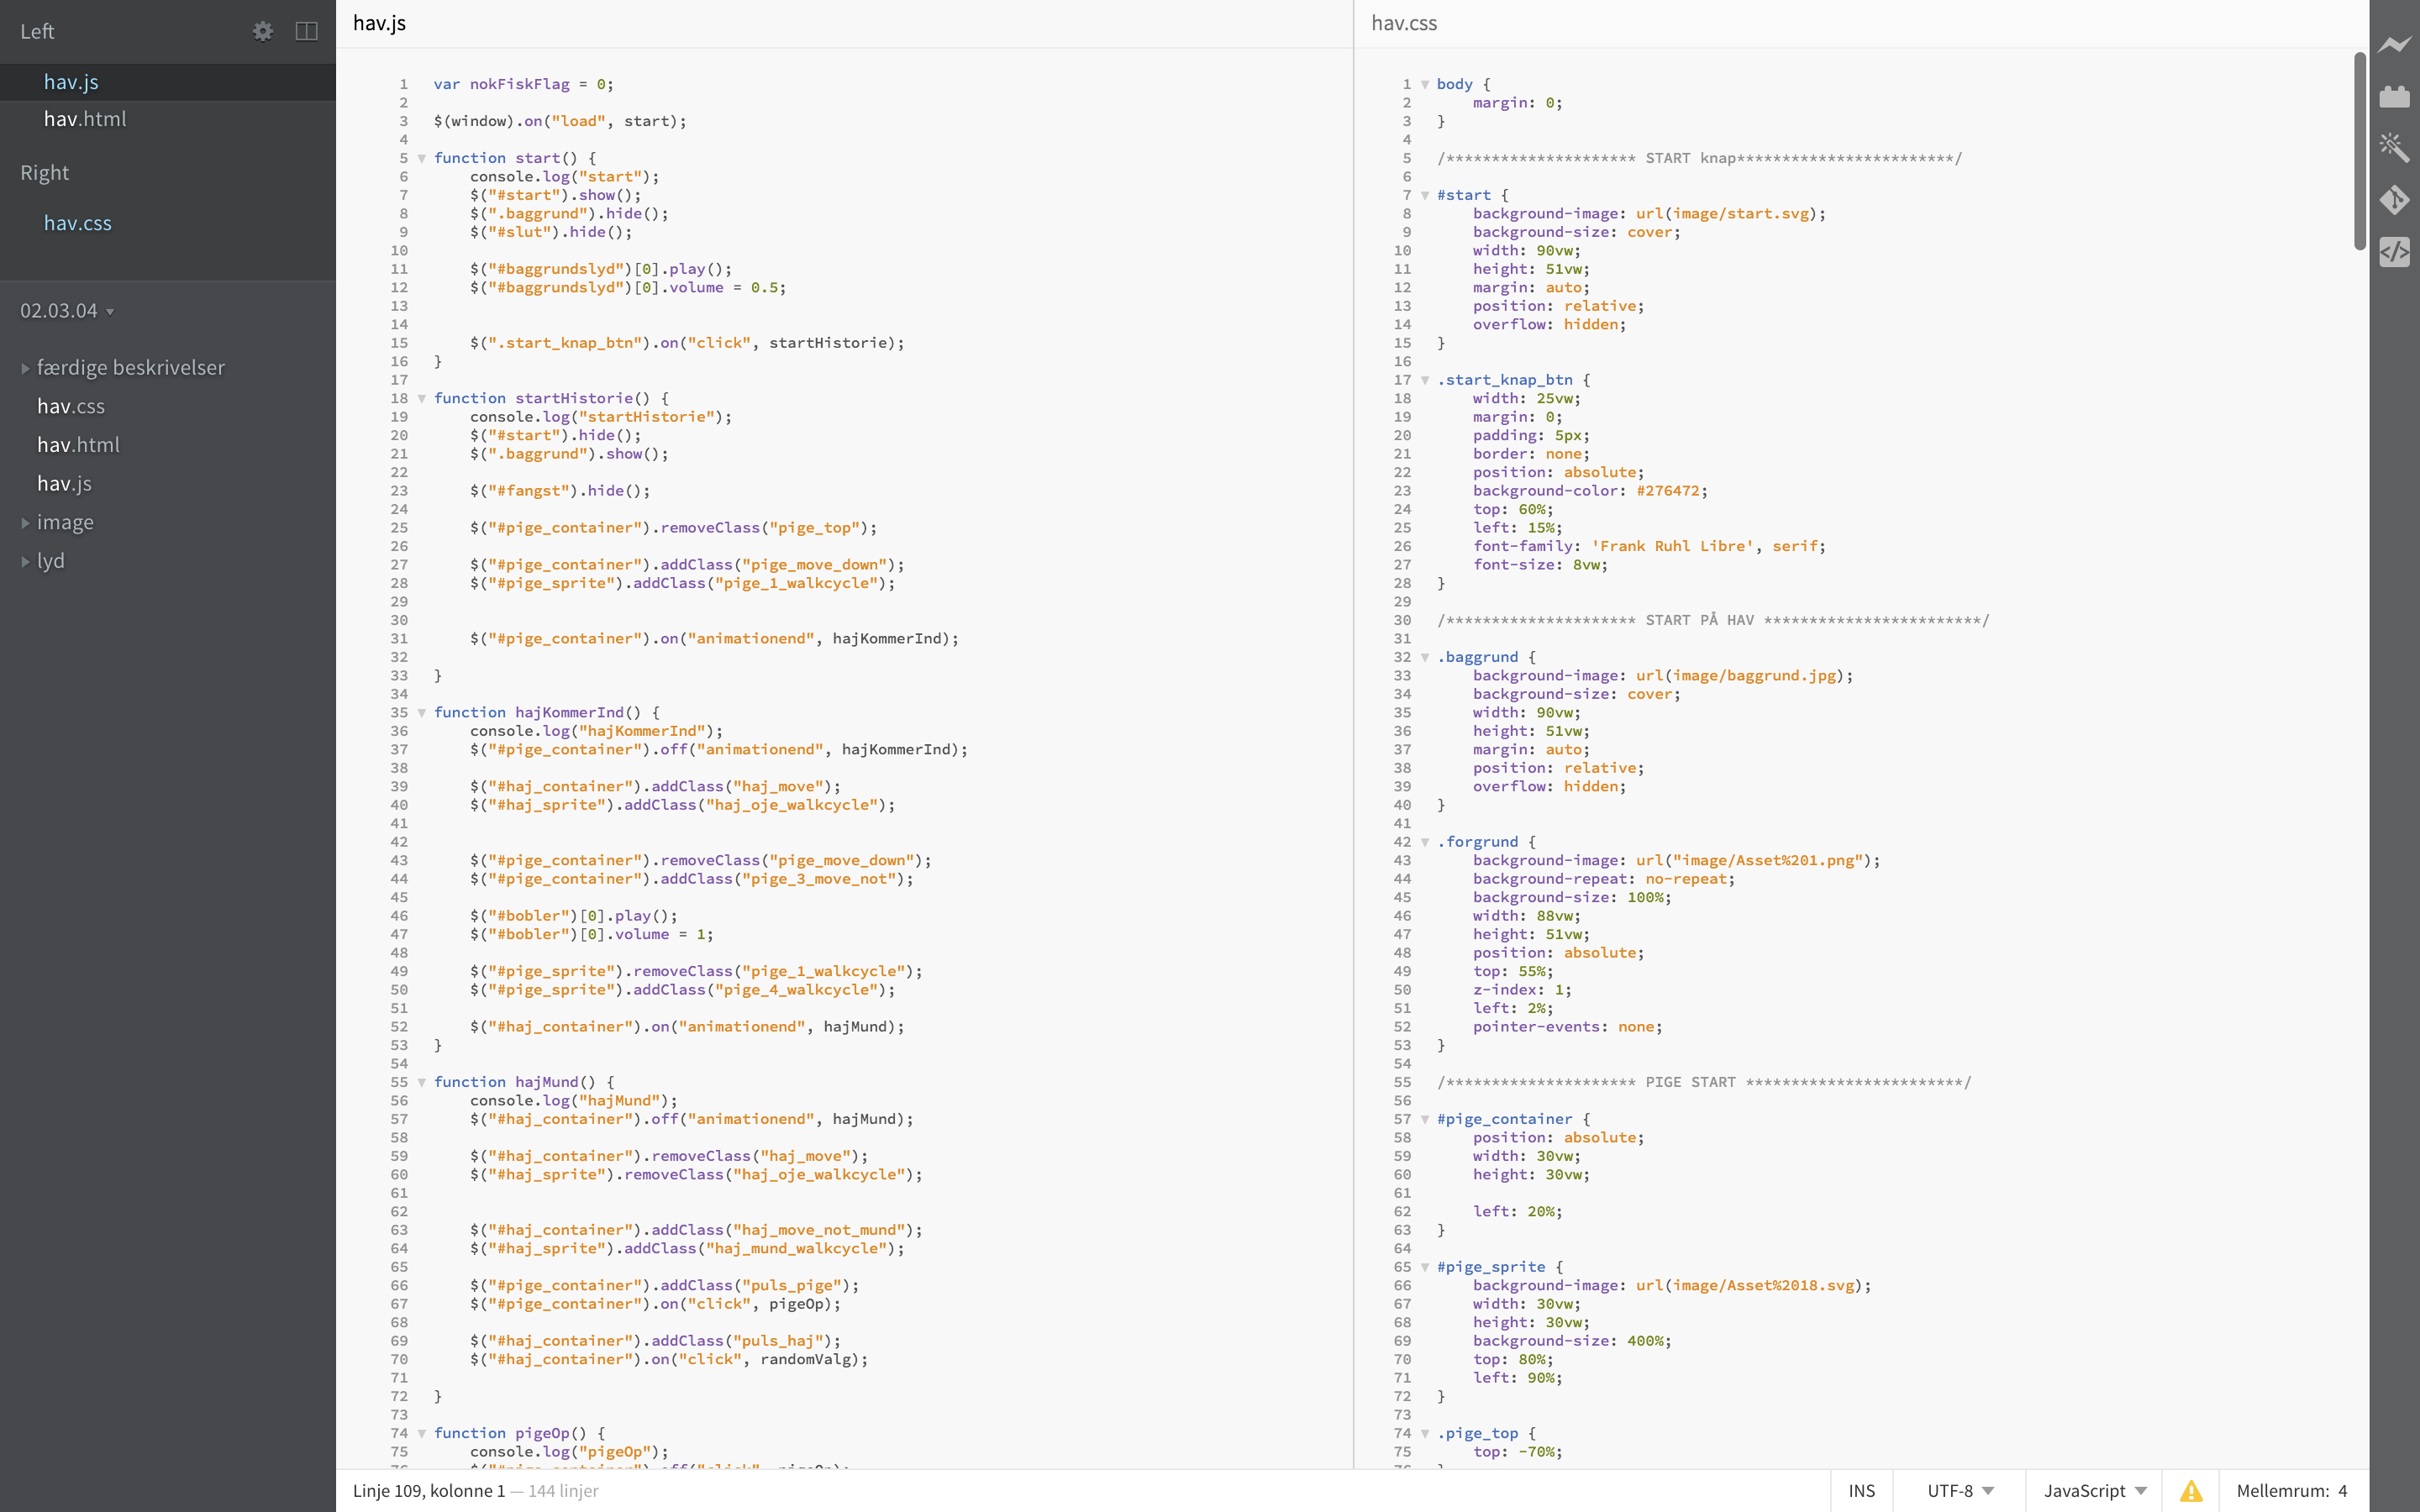 Left
hav.js
hav.html
Right
hav.css
02.03.04
færdige beskrivelser
hav.css
hav.html
hav.js
image
lyd
hav.js
1 var nokFiskFlag = 0;
2
3 $(window).on("load", start);
4
5 function start() {
6 console.log("start");
7 $("#start").show();
8 $(".baggrund").hide();
9 $("#slut").hide();
10
11 $("#baggrundslyd")[0].play();
12 $("#baggrundslyd")[0].volume = 0.5;
13
14
15 $(".start_knap_btn").on("click", startHistorie);
16 }
17
18 function startHistorie() {
19 console.log("startHistorie");
20 $("#start").hide();
21 $(".baggrund").show();
22
23 $("#fangst").hide();
24
25 $("#pige_container").removeClass("pige_top");
26
27 $("#pige_container").addClass("pige_move_down");
28 $("#pige_sprite").addClass("pige_1_walkcycle");
29
30
31 $("#pige_container").on("animationend", hajKommerInd);
32
33 }
34
35 function hajKommerInd() {
36 console.log("hajKommerInd");
37 $("#pige_container").off("animationend", hajKommerInd);
38
39 $("#haj_container").addClass("haj_move");
40 $("#haj_sprite").addClass("haj_oje_walkcycle");
41
42
43 $("#pige_container").removeClass("pige_move_down");
44 $("#pige_container").addClass("pige_3_move_not");
45
46 $("#bobler")[0].play();
47 $("#bobler")[0].volume = 1;
48
49 $("#pige_sprite").removeClass("pige_1_walkcycle");
50 $("#pige_sprite").addClass("pige_4_walkcycle");
51
52 $("#haj_container").on("animationend", hajMund);
53 }
54
55 function hajMund() {
56 console.log("hajMund");
57 $("#haj_container").off("animationend", hajMund);
58
59 $("#haj_container").removeClass("haj_move");
60 $("#haj_sprite").removeClass("haj_oje_walkcycle");
61
62
63 $("#haj_container").addClass("haj_move_not_mund");
64 $("#haj_sprite").addClass("haj_mund_walkcycle");
65
66 $("#pige_container").addClass("puls_pige");
67 $("#pige_container").on("click", pigeOp);
68
69 $("#haj_container").addClass("puls_haj");
70 $("#haj_container").on("click", randomValg);
71
72 }
73
74 function pigeOp() {
75 console.log("pigeOp");
hav.css
1 body {
2 margin: 0;
3 }
4
5 /********************* START knap************************/
6
7 #start {
8 background-image: url(image/start.svg);
9 background-size: cover;
10 width: 90vw;
11 height: 51vw;
12 margin: auto;
13 position: relative;
14 overflow: hidden;
15 }
16
17 .start_knap_btn {
18 width: 25vw;
19 margin: 0;
20 padding: 5px;
21 border: none;
22 position: absolute;
23 background-color: #276472;
24 top: 60%;
25 left: 15%;
26 font-family: 'Frank Ruhl Libre', serif;
27 font-size: 8vw;
28 }
29
30 /********************* START PÅ HAV ************************/
31
32 .baggrund {
33 background-image: url(image/baggrund.jpg);
34 background-size: cover;
35 width: 90vw;
36 height: 51vw;
37 margin: auto;
38 position: relative;
39 overflow: hidden;
40 }
41
42 .forgrund {
43 background-image: url("image/Asset%201.png");
44 background-repeat: no-repeat;
45 background-size: 100%;
46 width: 88vw;
47 height: 51vw;
48 position: absolute;
49 top: 55%;
50 z-index: 1;
51 left: 2%;
52 pointer-events: none;
53 }
54
55 /********************* PIGE START ************************/
56
57 #pige_container {
58 position: absolute;
59 width: 30vw;
60 height: 30vw;
61
62 left: 20%;
63 }
64
65 #pige_sprite {
66 background-image: url(image/Asset%2018.svg);
67 width: 30vw;
68 height: 30vw;
69 background-size: 400%;
70 top: 80%;
71 left: 90%;
72 }
73
74 .pige_top {
75 top: -70%;
Linje 109, kolonne 1 — 144 linjer
INS
UTF-8
JavaScript
Mellemrum: 4